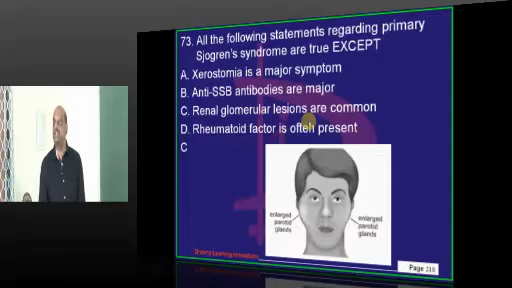 73. All the following statements regarding primary
Sjogren's syndrome are true EXCEPT
A. Xerostomia is a major symptom
B. Anti-SSB antibodies are major
C. Renal glomerular lesions are common
D. Rheumatoid factor is often present
C
enlarged
parotid
glands
enlarged
parotid
glands
Page 218